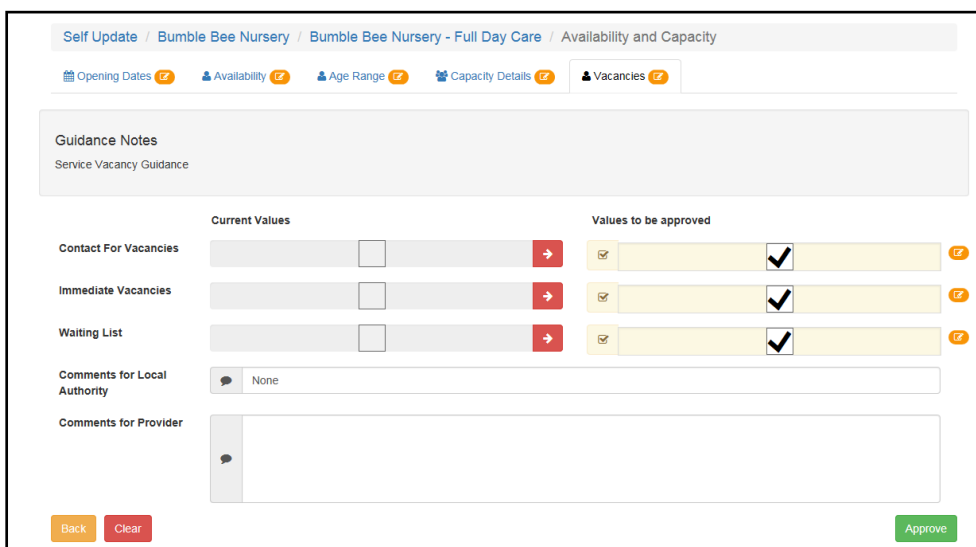 Self Update / Bumble Bee Nursery / Bumble Bee Nursery - Full Day Care / Availability and Capacity
Opening Dates Availability Age Range Capacity Details Vacancies
Guidance Notes
Service Vacancy Guidance
Current Values Values to be approved
Contact For Vacancies
Immediate Vacancies
Waiting List
Comments for Local
Authority
None
Comments for Provider
Back Clear Approve